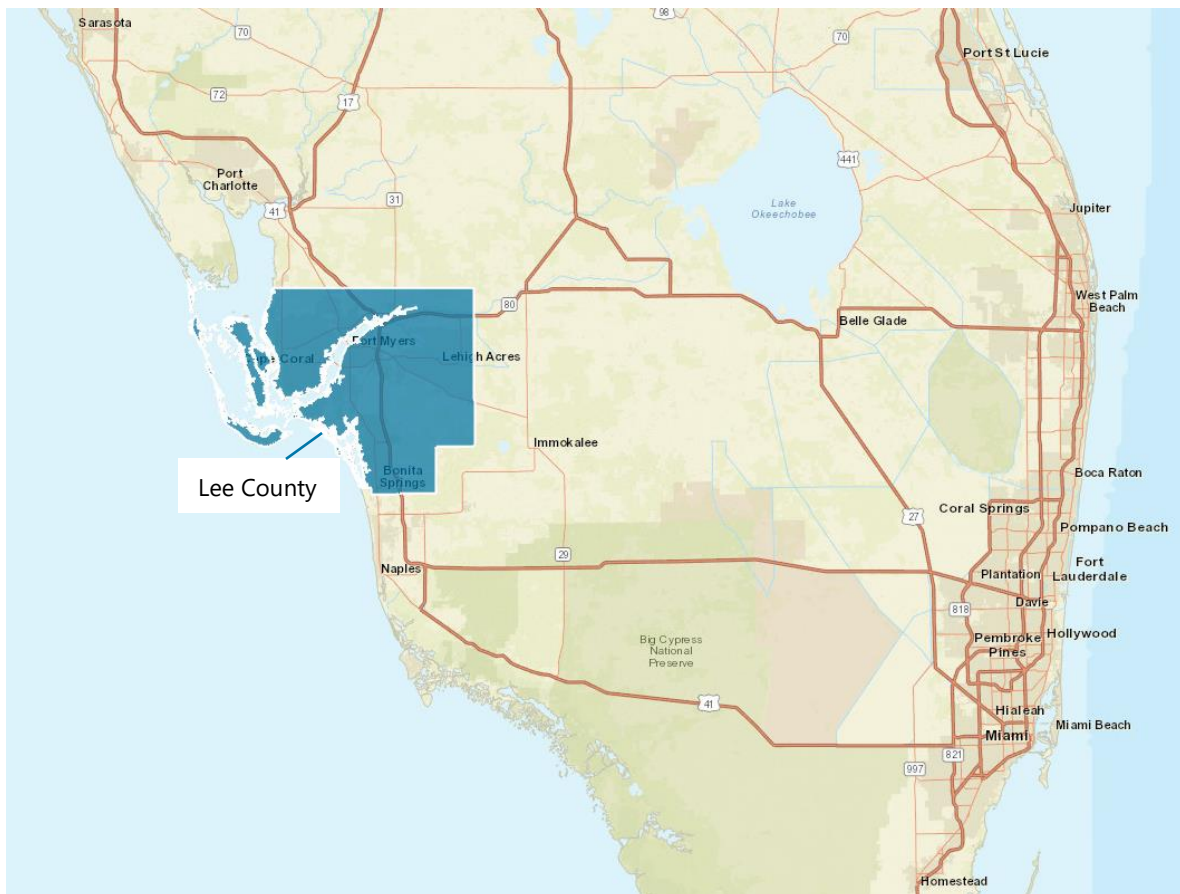 Sarasota
98
70
70
Port St Lucie
72
17
441
Port
Charlotte
31
41
Lake
Okeechobee
Jupiter
80
West Palm
Beach
Belle Glade
Fort Myers
Cape Coral
Lehigh Acres
Immokalee
Bonita
Springs
Lee County
Boca Raton
Coral Springs
27
Pompano Beach
29
Naples
Plantation
Fort
Lauderdale
Davie
818
Pembroke
Pines
Hollywood
Big Cypress
National
Preserve
41
Hialeah
Miami Beach
Miami
821
997
Homestead